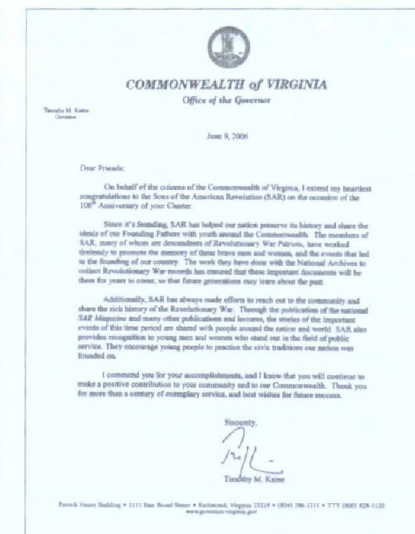 COMMONWEALTH of VIRGINIA
Office of the Governor
Timothy M. Kaine
Governor
June 9, 2006
Dear Friends:
On behalf of the citizens of the Commonwealth of Virginia, I extend my heartiest
congratulations to the Sons of the American Revolution (SAR) on the occasion of the
100th Anniversary of your Charter.
Since it's founding, SAR has helped our nation preserve its history and share the
ideals of our Founding Fathers with youth around the Commonwealth. The members of
SAR, many of whom are descendents of Revolutionary War Patriots, have worked
tirelessly to promote the memory of these brave men and women, and the events that led
to the founding of our country. The work they have done with the National Archives to
collect Revolutionary War records has ensured that these important documents will be
there for years to come, so that future generations may learn about the past.
Additionally, SAR has always made efforts to reach out to the community and
share the rich history of the Revolutionary War. Through the publication of the national
SAR Magazine and many other publications and lectures, the stories of the important
events of this time period are shared with people around the nation and world. SAR also
provides recognition to young men and women who stand out in the field of public
service. They encourage young people to practice the civic traditions our nation was
founded on.
I commend you for your accomplishments, and I know that you will continue to
make a positive contribution to your community and to our Commonwealth. Thank you
for more than a century of exemplary service, and best wishes for future success.
Sincerely,
Timothy M. Kaine
Patrick Henry Building • 1111 East Broad Street • Richmond, Virginia 23219 • (804) 786-2211 • TTY (800) 828-1120
www.governor.virginia.gov